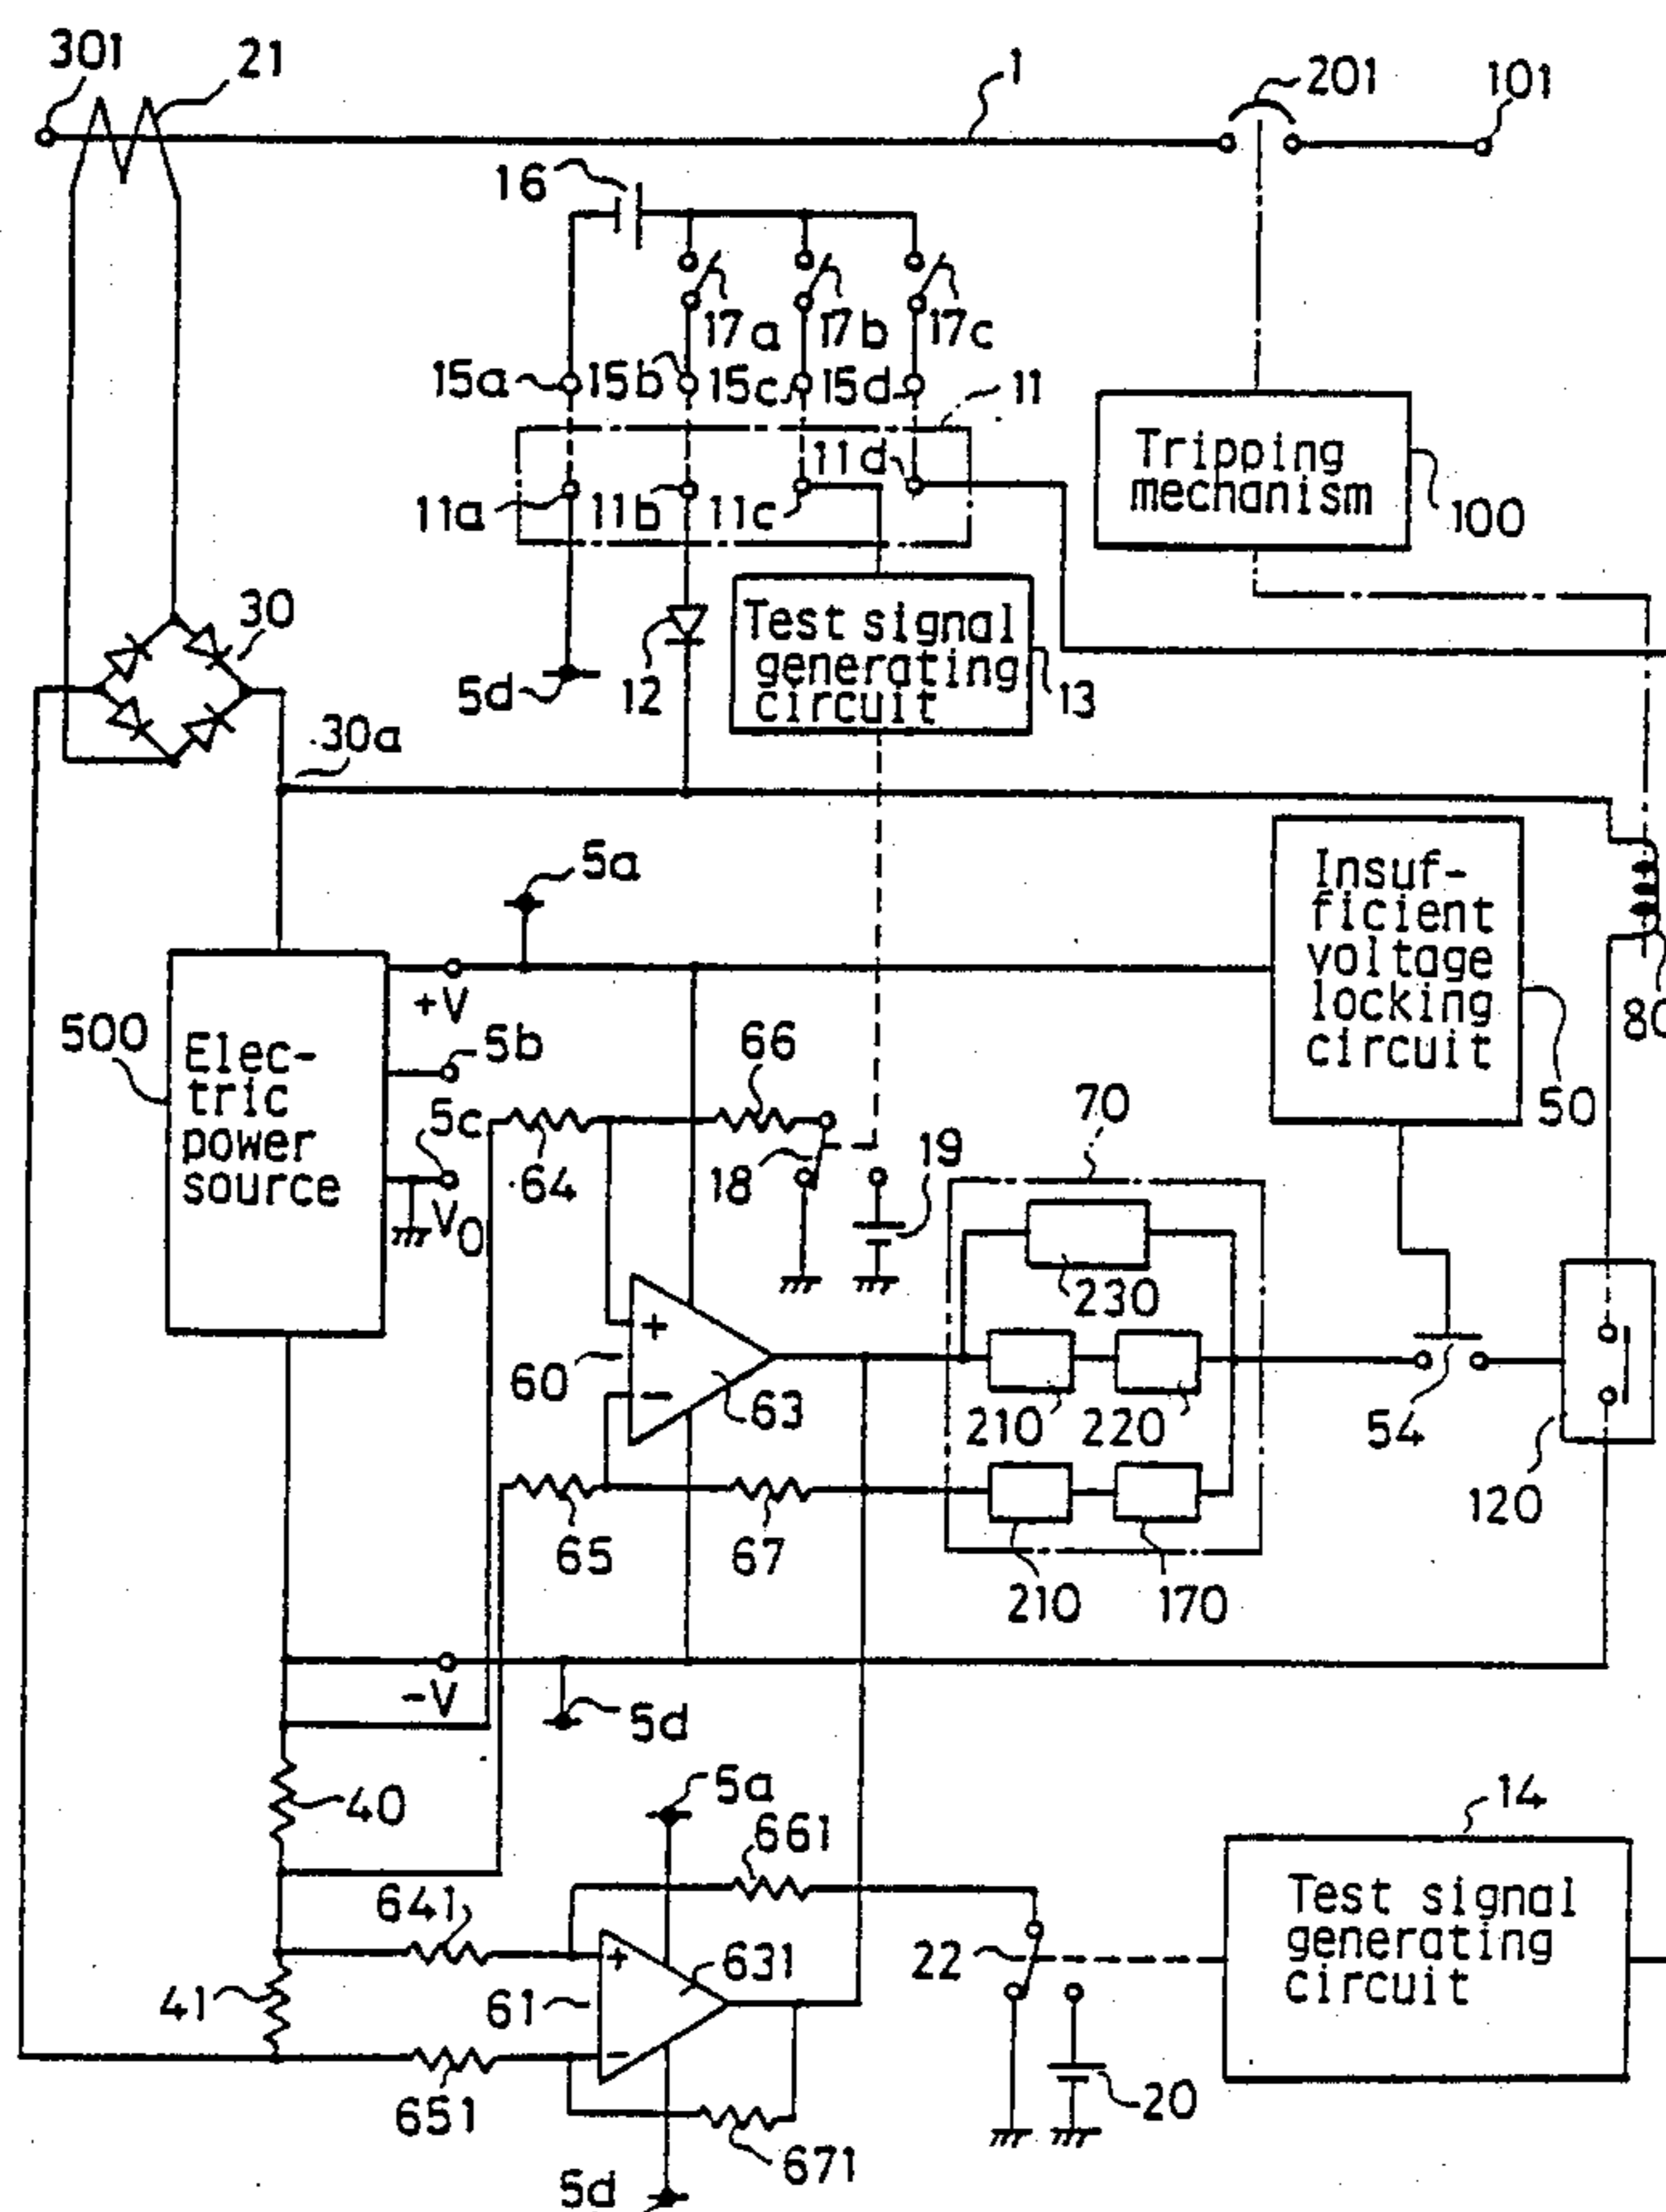 301
21
1
201
101
16
17a
17b
17c
15a
15b
15c
15d
11
Tripping
mechanism
11a
11b
11c
11d
100
30
5d
12
Test signal
generating
circuit
13
30a
5a
Insuf-
ficient
voltage
locking
circuit
+V
80
500
Elec-
tric
power
source
5b
66
50
5c
70
64
18
19
V0
230
60
+
-
63
210
220
54
65
67
120
210
170
-V
5d
40
5a
661
14
Test signal
generating
circuit
641
22
41
61
+
631
-
20
651
671
5d